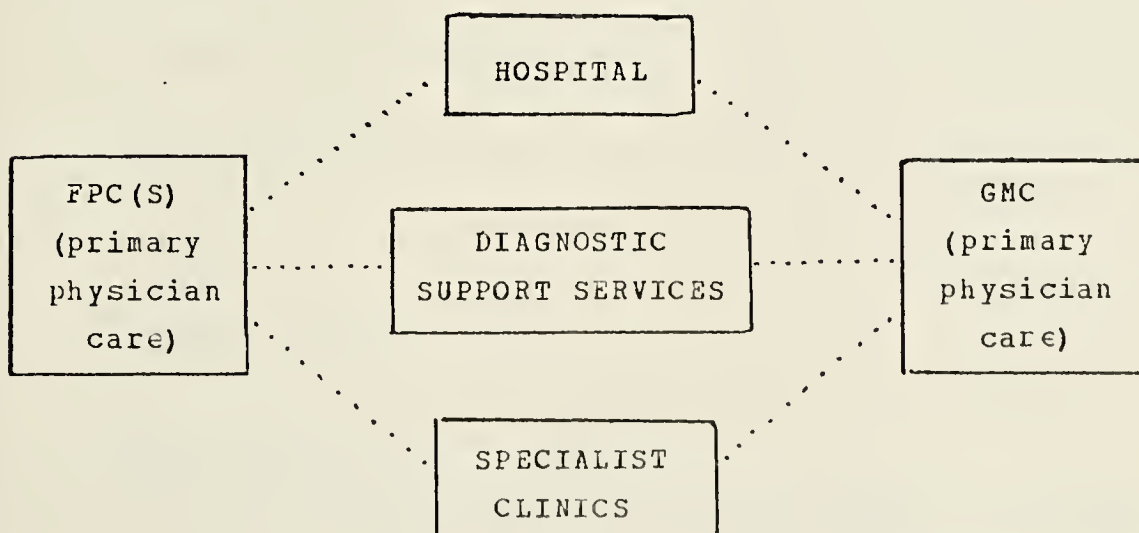 HOSPITAL
FPC(S)
(primary
physician
care)
DIAGNOSTIC
SUPPORT SERVICES
GMC
(primary
physician
care)
SPECIALIST
CLINICS